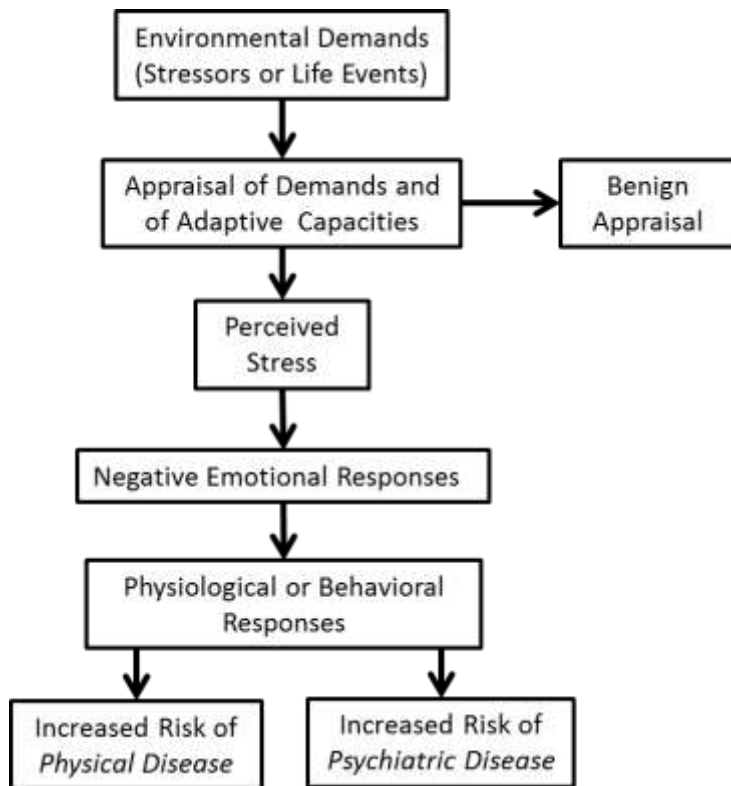 Environmental Demands
(Stressors or Life Events)
Appraisal of Demands and
of Adaptive Capacities
Benign
Appraisal
Perceived
Stress
Negative Emotional Responses
Physiological or Behavioral
Responses
Increased Risk of
Physical Disease
Increased Risk of
Psychiatric Disease